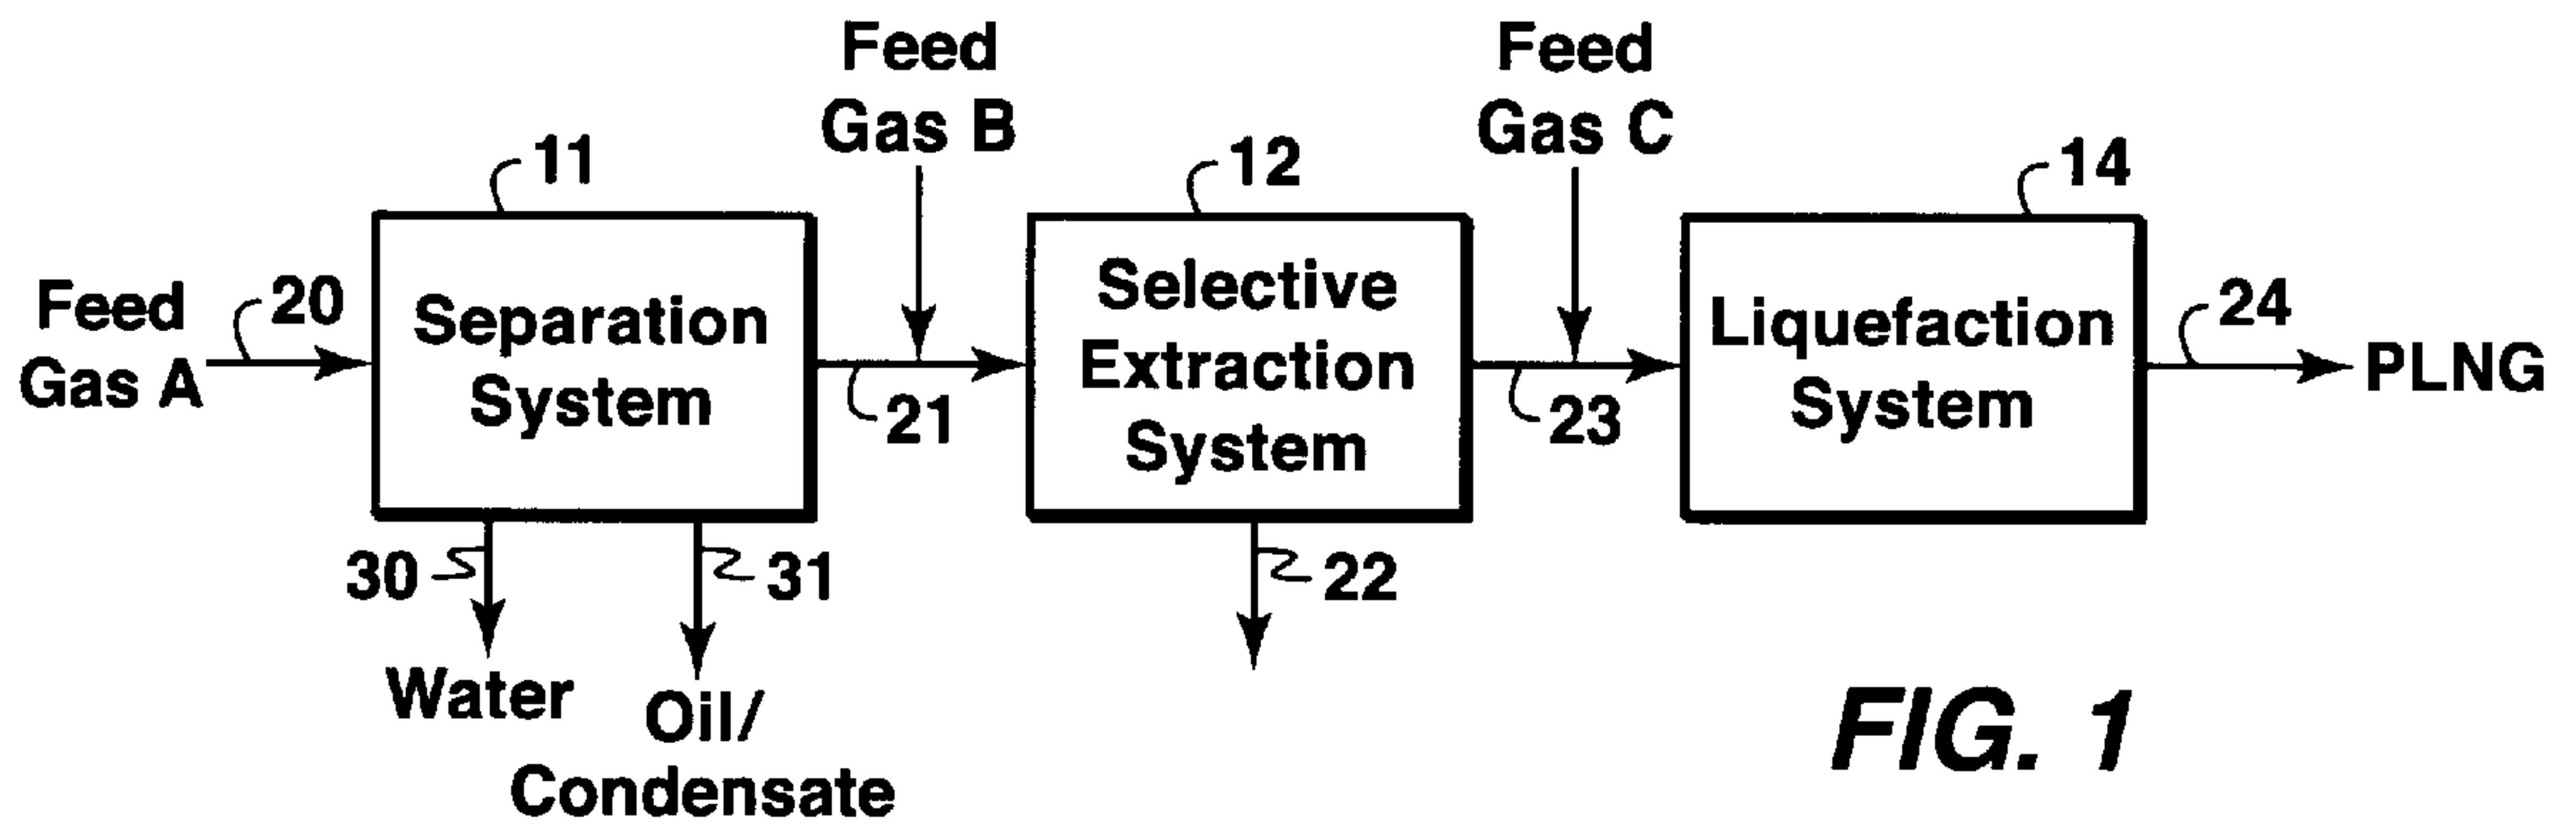 Feed
Gas B
Feed
Gas C
11
12
14
Feed
Gas A
20
Separation
System
21
Selective
Extraction
System
23
Liquefaction
System
24
PLNG
30
31
22
Water
Oil/
Condensate
FIG. 1